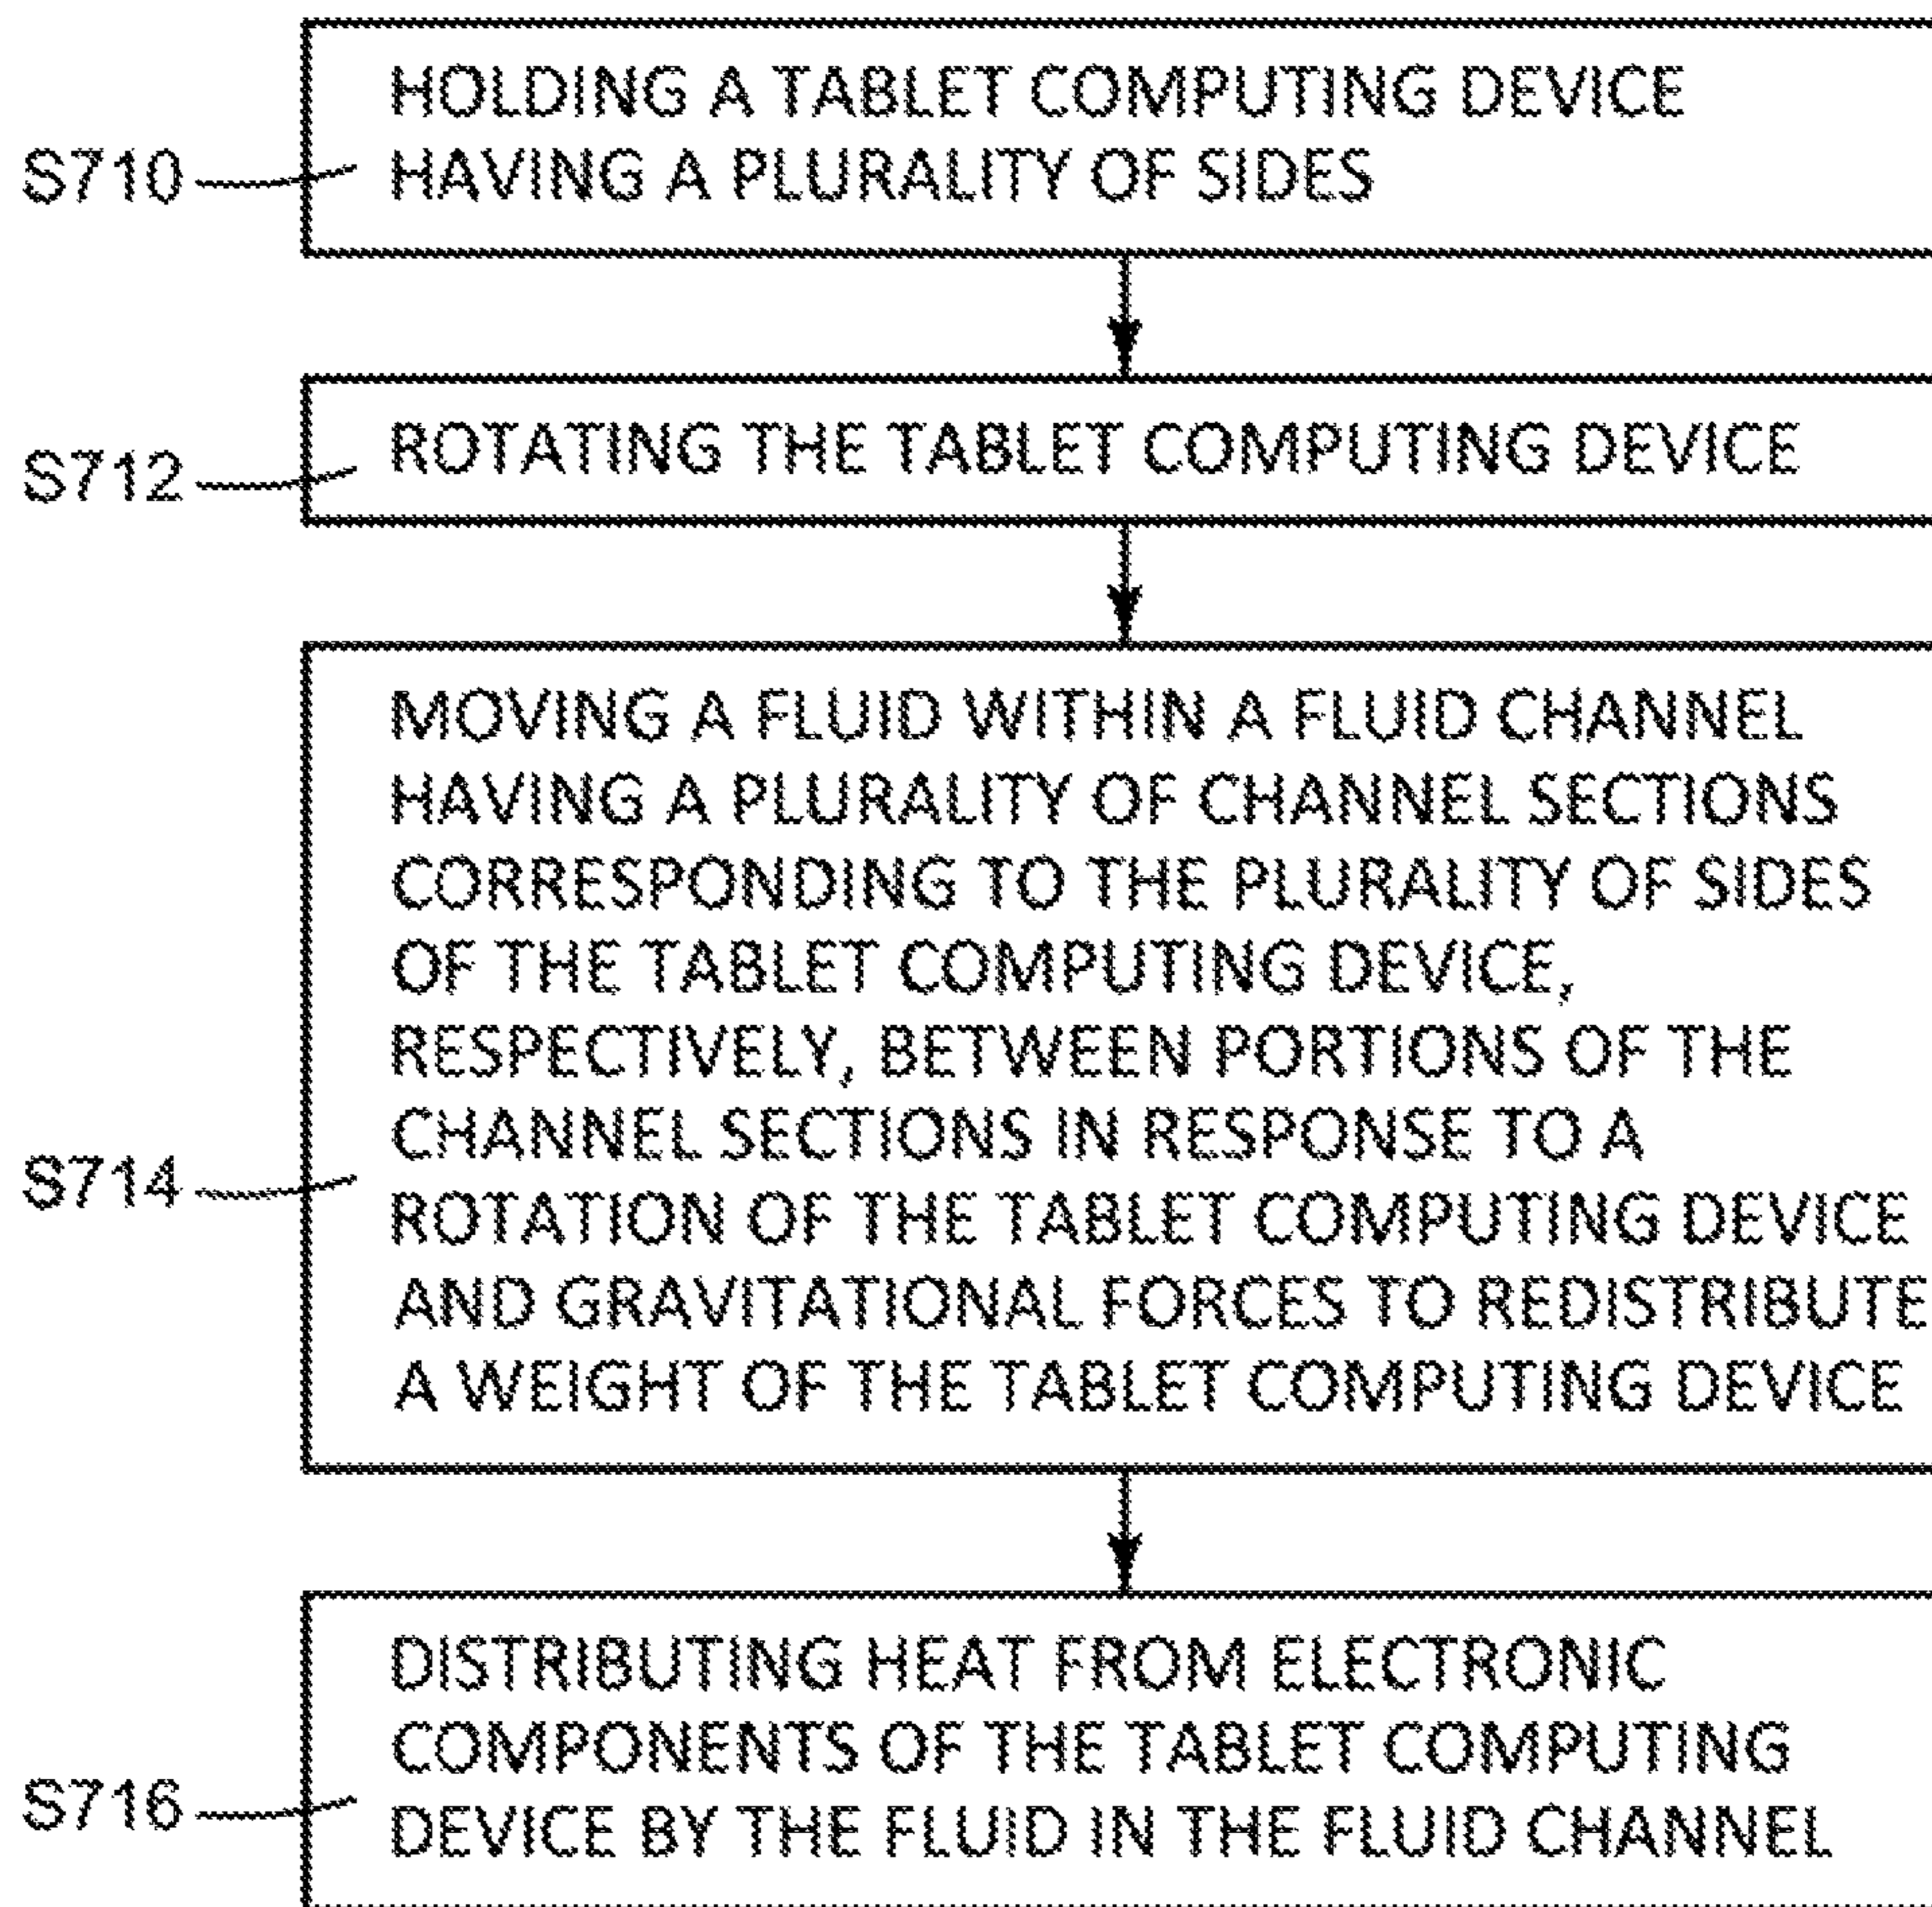 HOLDING A TABLET COMPUTING DEVICE
S710 HAVING A PLURALITY OF SIDES
S712 ROTATING THE TABLET COMPUTING DEVICE
MOVING A FLUID WITHIN A FLUID CHANNEL
HAVING A PLURALITY OF CHANNEL SECTIONS
CORRESPONDING TO THE PLURALITY OF SIDES
OF THE TABLET COMPUTING DEVICE,
RESPECTIVELY, BETWEEN PORTIONS OF THE
CHANNEL SECTIONS IN RESPONSE TO A
S714 ROTATION OF THE TABLET COMPUTING DEVICE
AND GRAVITATIONAL FORCES TO REDISTRIBUTE
A WEIGHT OF THE TABLET COMPUTING DEVICE
DISTRIBUTING HEAT FROM ELECTRONIC
COMPONENTS OF THE TABLET COMPUTING
S716 DEVICE BY THE FLUID IN THE FLUID CHANNEL